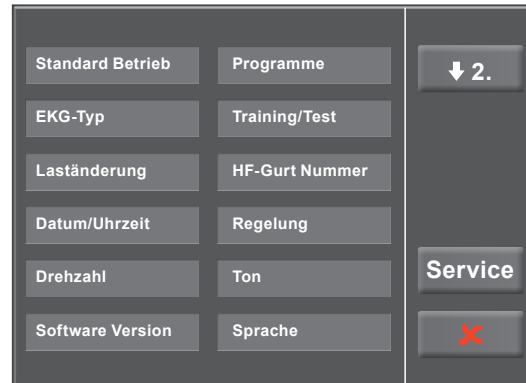 Standard Betrieb
Programme
EKG-Typ
Training/Test
Laständerung
HF-Gurt Nummer
Datum/Uhrzeit
Regelung
Drehzahl
Ton
Software Version
Sprache
2.
Service